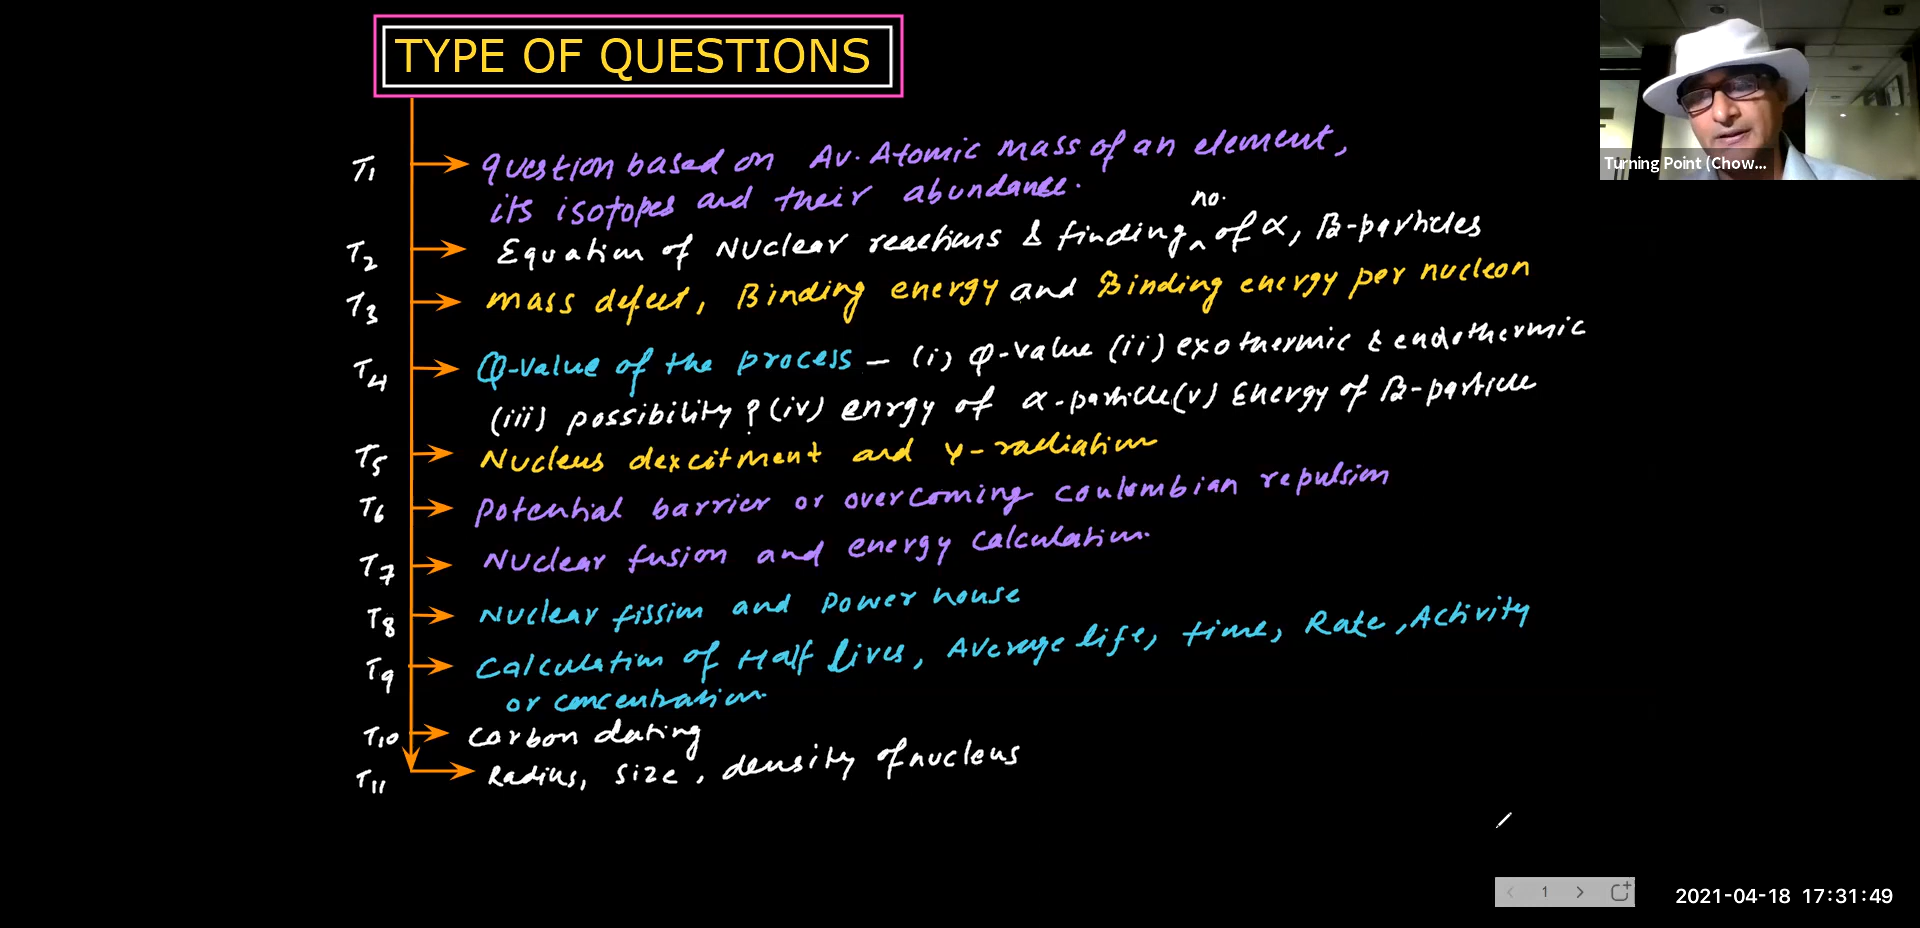 TYPE OF QUESTIONS
T1 question based on Av. Atomic mass of an element,
its isotopes and their abundance.
no.
T2 Equation of Nuclear reactions & finding ^ of α, β-particles
T3 mass defect, Binding energy and Binding energy per nucleon
T4 Q-value of the process – (i) Q-value (ii) exothermic & endothermic
(iii) possibility? (iv) enrgy of α-particle (v) Energy of β-particle
T5 Nucleus dexcitment and γ-radiation
T6 Potential barrier or overcoming coulombian repulsion
T7 Nuclear fusion and energy calculation.
T8 Nuclear fission and power house
T9 Calculation of Half lives, Average life, time, Rate, Activity
or concentration.
T10 Carbon dating
T11 Radius, size, density of nucleus
Turning Point (Chow...
1
2021-04-18 17:31:49